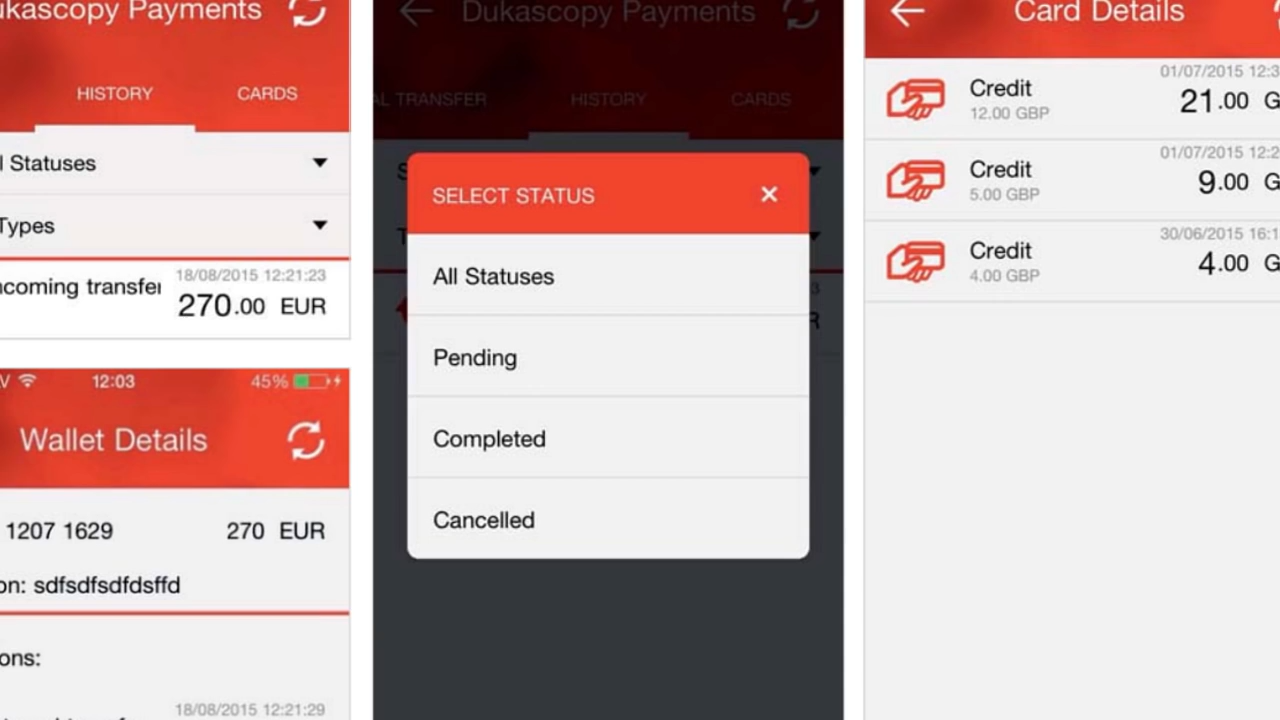 ukascopy Payments
HISTORY CARDS
l Statuses
Types
18/08/2015 12:21:23
ncoming transfer
270.00 EUR
V 12:03 45%
Wallet Details
1207 1629 270 EUR
on: sdfsdfsdfdsffd
ons:
18/08/2015 12:21:29
Dukascopy Payments
AL TRANSFER HISTORY CARDS
SELECT STATUS ×
All Statuses
Pending
Completed
Cancelled
Card Details
01/07/2015 12:3
Credit
21.00 G
12.00 GBP
01/07/2015 12:2
Credit
9.00 G
5.00 GBP
30/06/2015 16:1
Credit
4.00 G
4.00 GBP